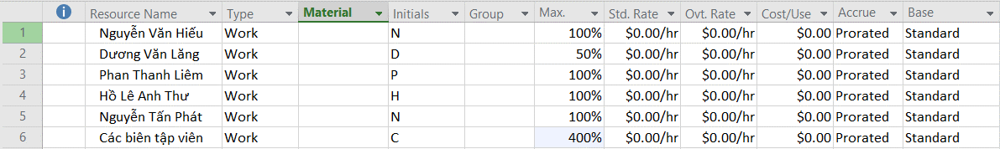 Resource Name Type Material Initials Group Max. Std. Rate Ovt. Rate Cost/Use Accrue Base
1 Nguyễn Văn Hiếu Work N 100% $0.00/hr $0.00/hr $0.00 Prorated Standard
2 Dương Văn Lăng Work D 50% $0.00/hr $0.00/hr $0.00 Prorated Standard
3 Phan Thanh Liêm Work P 100% $0.00/hr $0.00/hr $0.00 Prorated Standard
4 Hồ Lê Anh Thư Work H 100% $0.00/hr $0.00/hr $0.00 Prorated Standard
5 Nguyễn Tấn Phát Work N 100% $0.00/hr $0.00/hr $0.00 Prorated Standard
6 Các biên tập viên Work C 400% $0.00/hr $0.00/hr $0.00 Prorated Standard